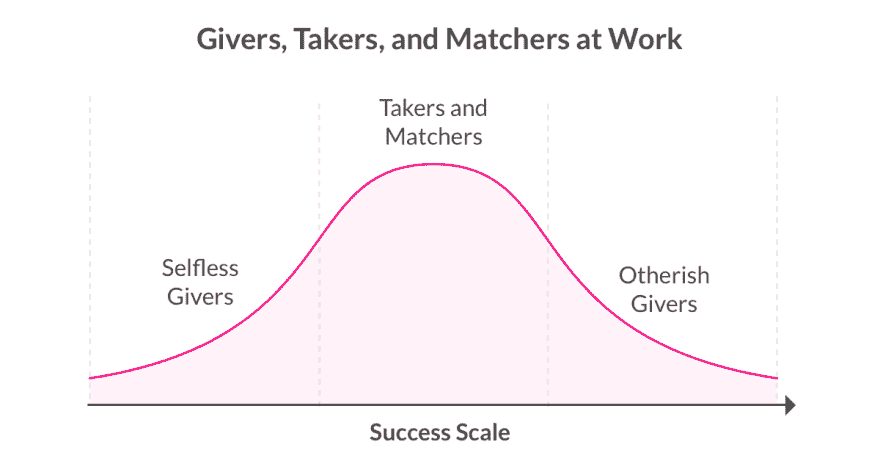 Givers, Takers, and Matchers at Work
Takers and
Matchers
Selfless
Givers
Otherish
Givers
Success Scale